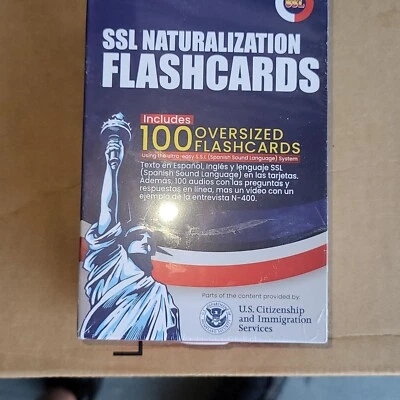 SSL
SSL NATURALIZATION
FLASHCARDS
Includes
100 OVERSIZED
FLASHCARDS
Using the ultra-easy S.S.L (Spanish Sound Language) System
Texto en Español, Inglés y lenguaje SSL
(Spanish Sound Language) en las tarjetas.
Además, 100 audios con las preguntas y
respuestas en línea, mas un video con un
ejemplo de la entrevista N-400.
Parts of the content provided by:
U.S. Citizenship
and Immigration
Services